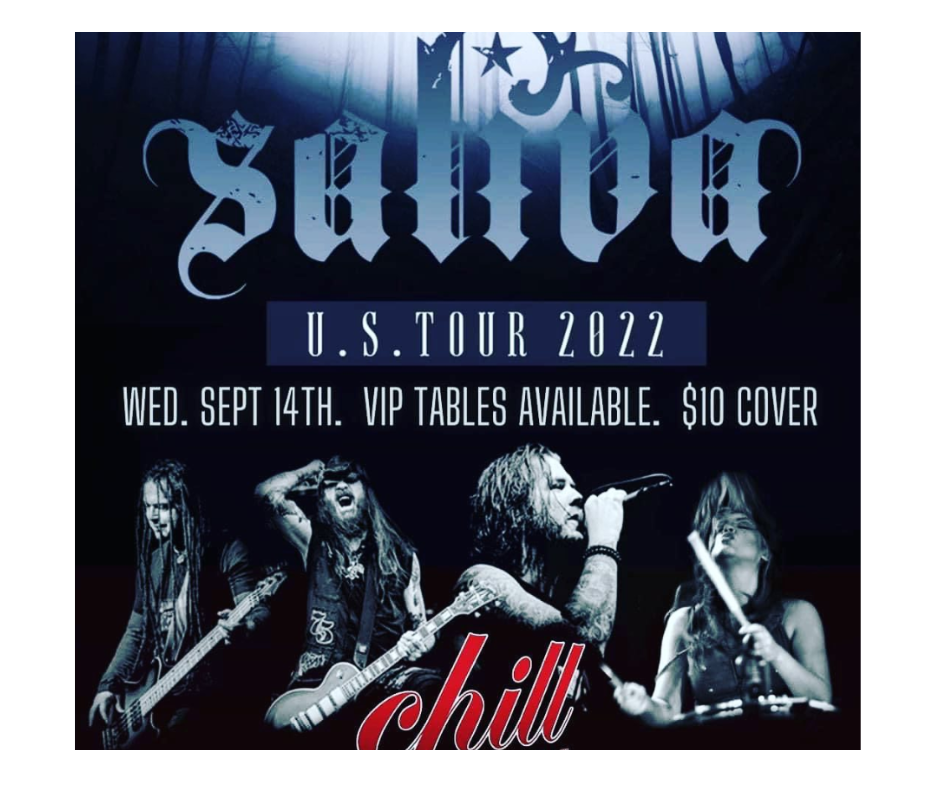 saliva
U.S. TOUR 2022
WED. SEPT 14TH. VIP TABLES AVAILABLE. $10 COVER
chill